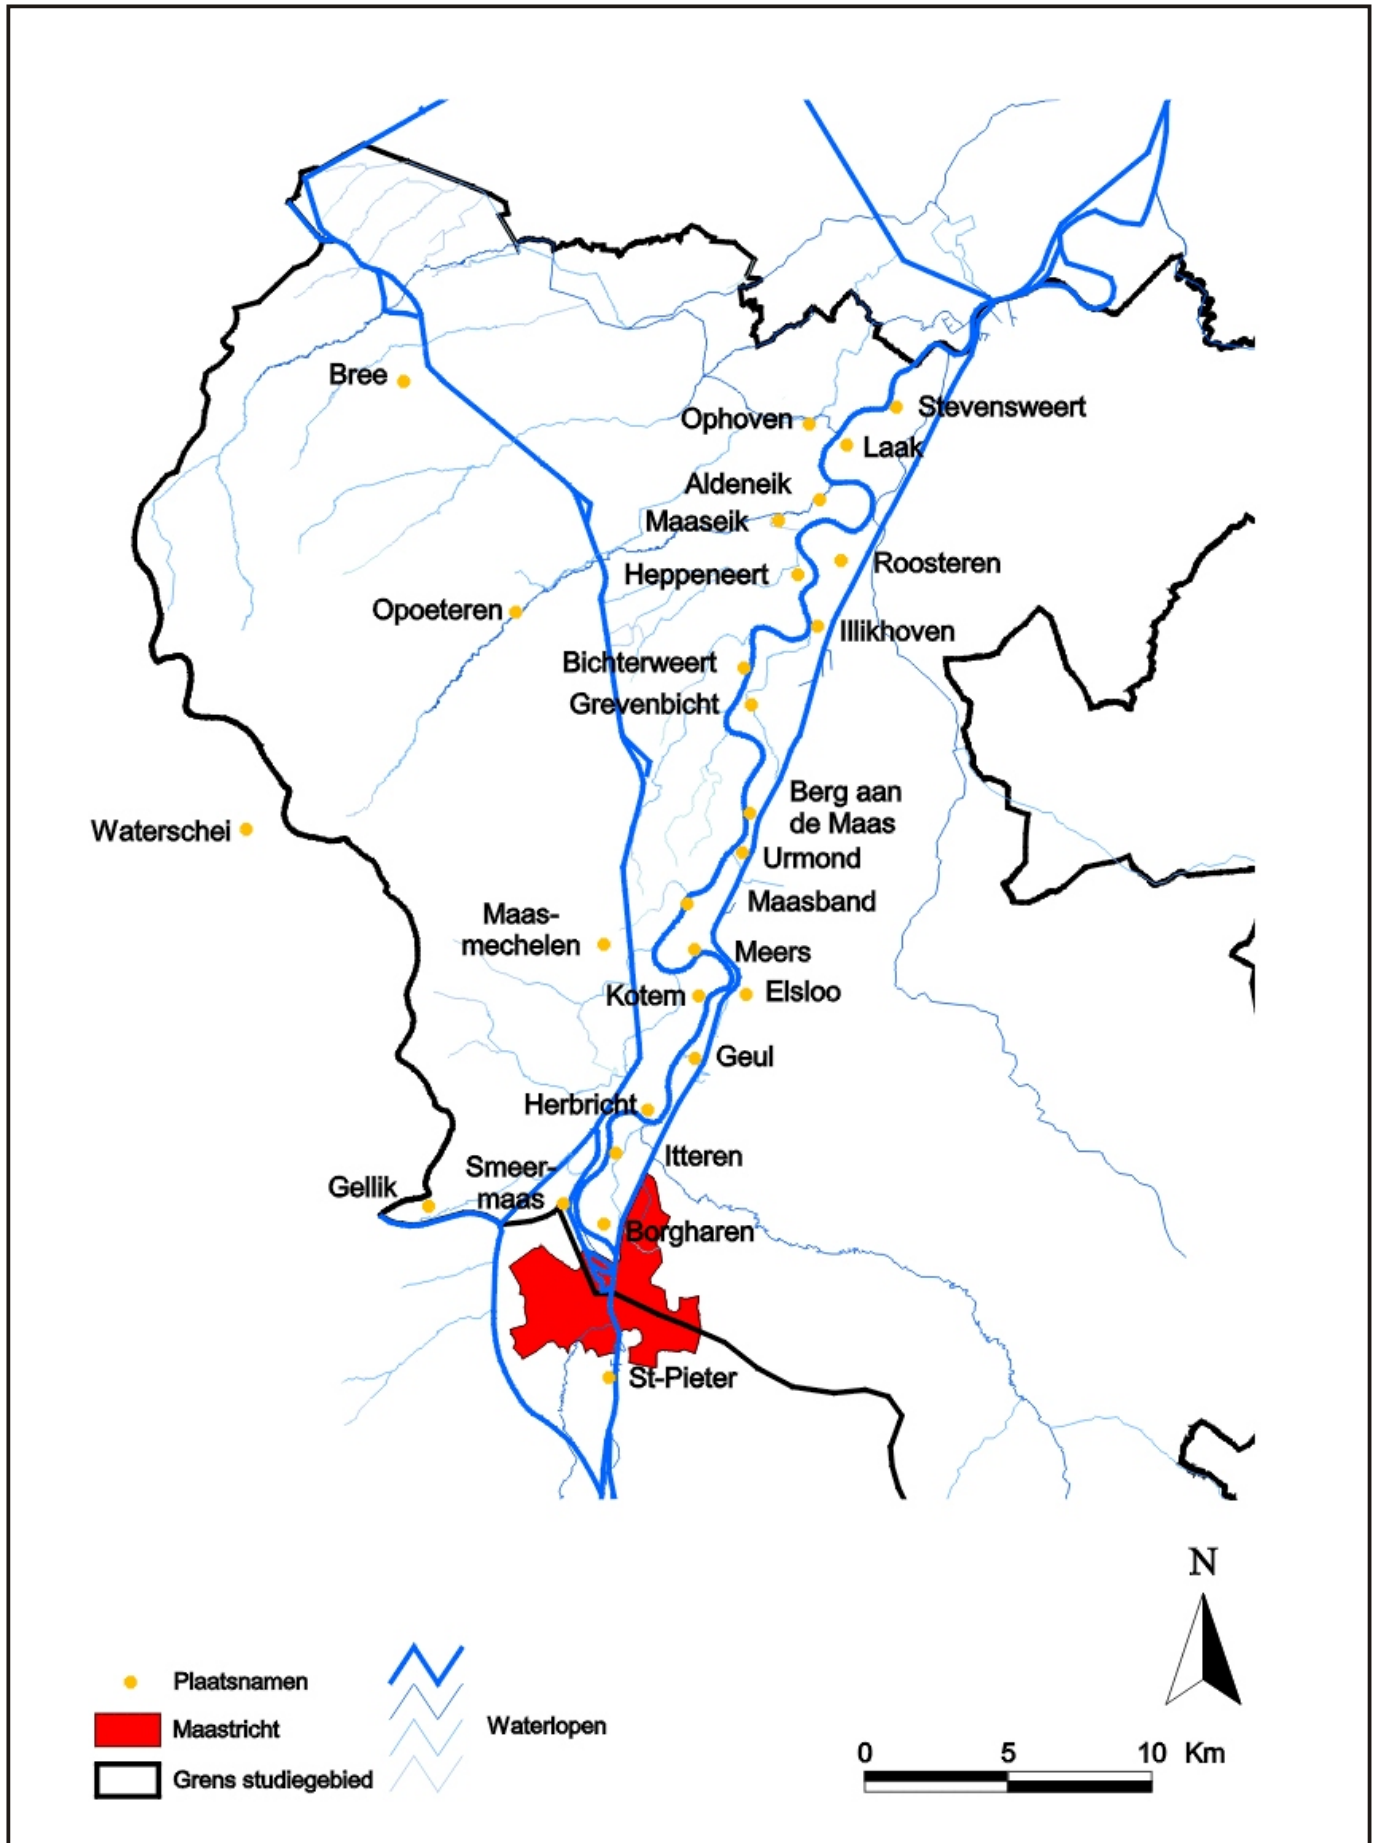 Bree
Ophoven
Stevensweert
Laak
Aldeneik
Maaseik
Heppeneert
Roosteren
Opoeteren
Illikhoven
Bichterweert
Grevenbicht
Berg aan
de Maas
Waterschei
Urmond
Maasband
Maas-
mechelen
Meers
Kotem
Elsloo
Geul
Herbricht
Itteren
Smeer-
maas
Gellik
Borgharen
St-Pieter
N
Plaatsnamen
Maastricht
Grens studiegebied
Waterlopen
0 5 10 Km